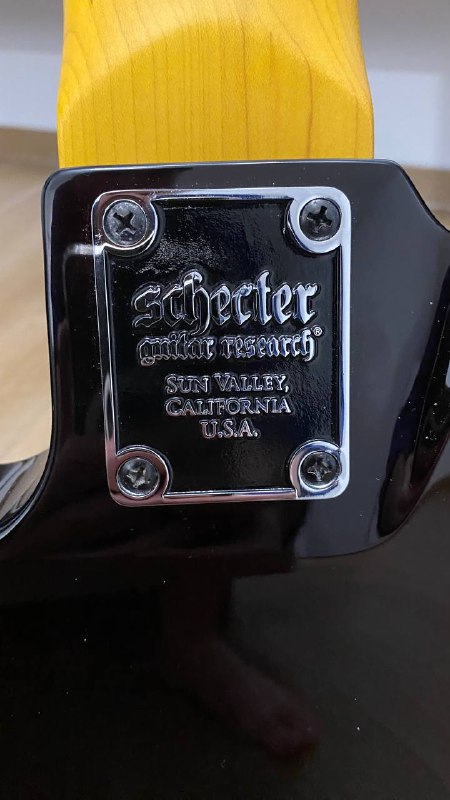 schecter
guitar research®
SUN VALLEY,
CALIFORNIA
U.S.A.